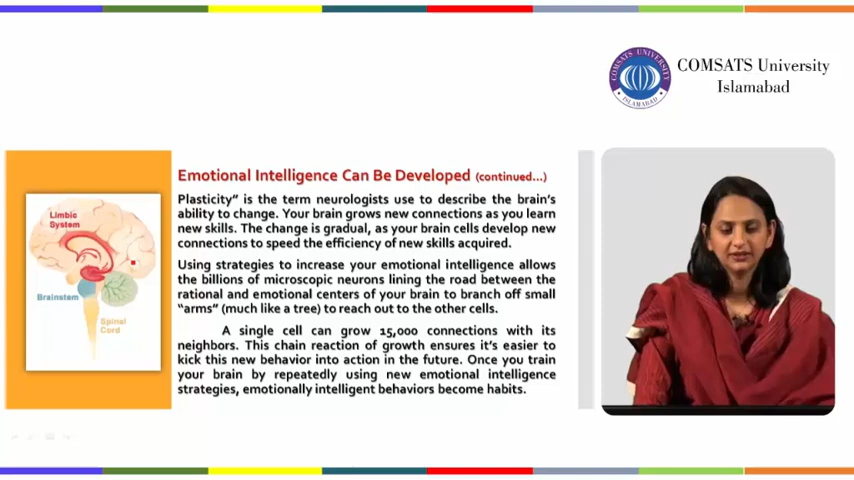 COMSATS University
Islamabad
COMSATS UNIVERSITY
ISLAMABAD
Emotional Intelligence Can Be Developed (continued...)
Plasticity” is the term neurologists use to describe the brain’s
ability to change. Your brain grows new connections as you learn
new skills. The change is gradual, as your brain cells develop new
connections to speed the efficiency of new skills acquired.
Using strategies to increase your emotional intelligence allows
the billions of microscopic neurons lining the road between the
rational and emotional centers of your brain to branch off small
“arms” (much like a tree) to reach out to the other cells.
A single cell can grow 15,000 connections with its
neighbors. This chain reaction of growth ensures it’s easier to
kick this new behavior into action in the future. Once you train
your brain by repeatedly using new emotional intelligence
strategies, emotionally intelligent behaviors become habits.
Limbic
System
Brainstem
Spinal
Cord